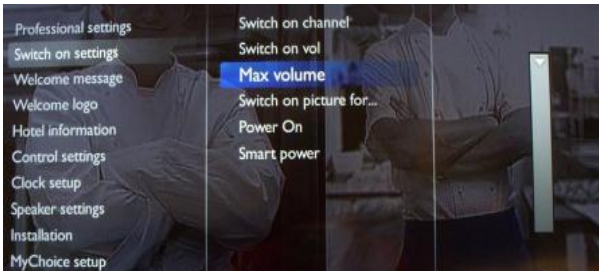 Professional settings
Switch on settings
Welcome message
Welcome logo
Hotel information
Control settings
Clock setup
Speaker settings
Installation
MyChoice setup
Switch on channel
Switch on vol
Max volume
Switch on picture for...
Power On
Smart power